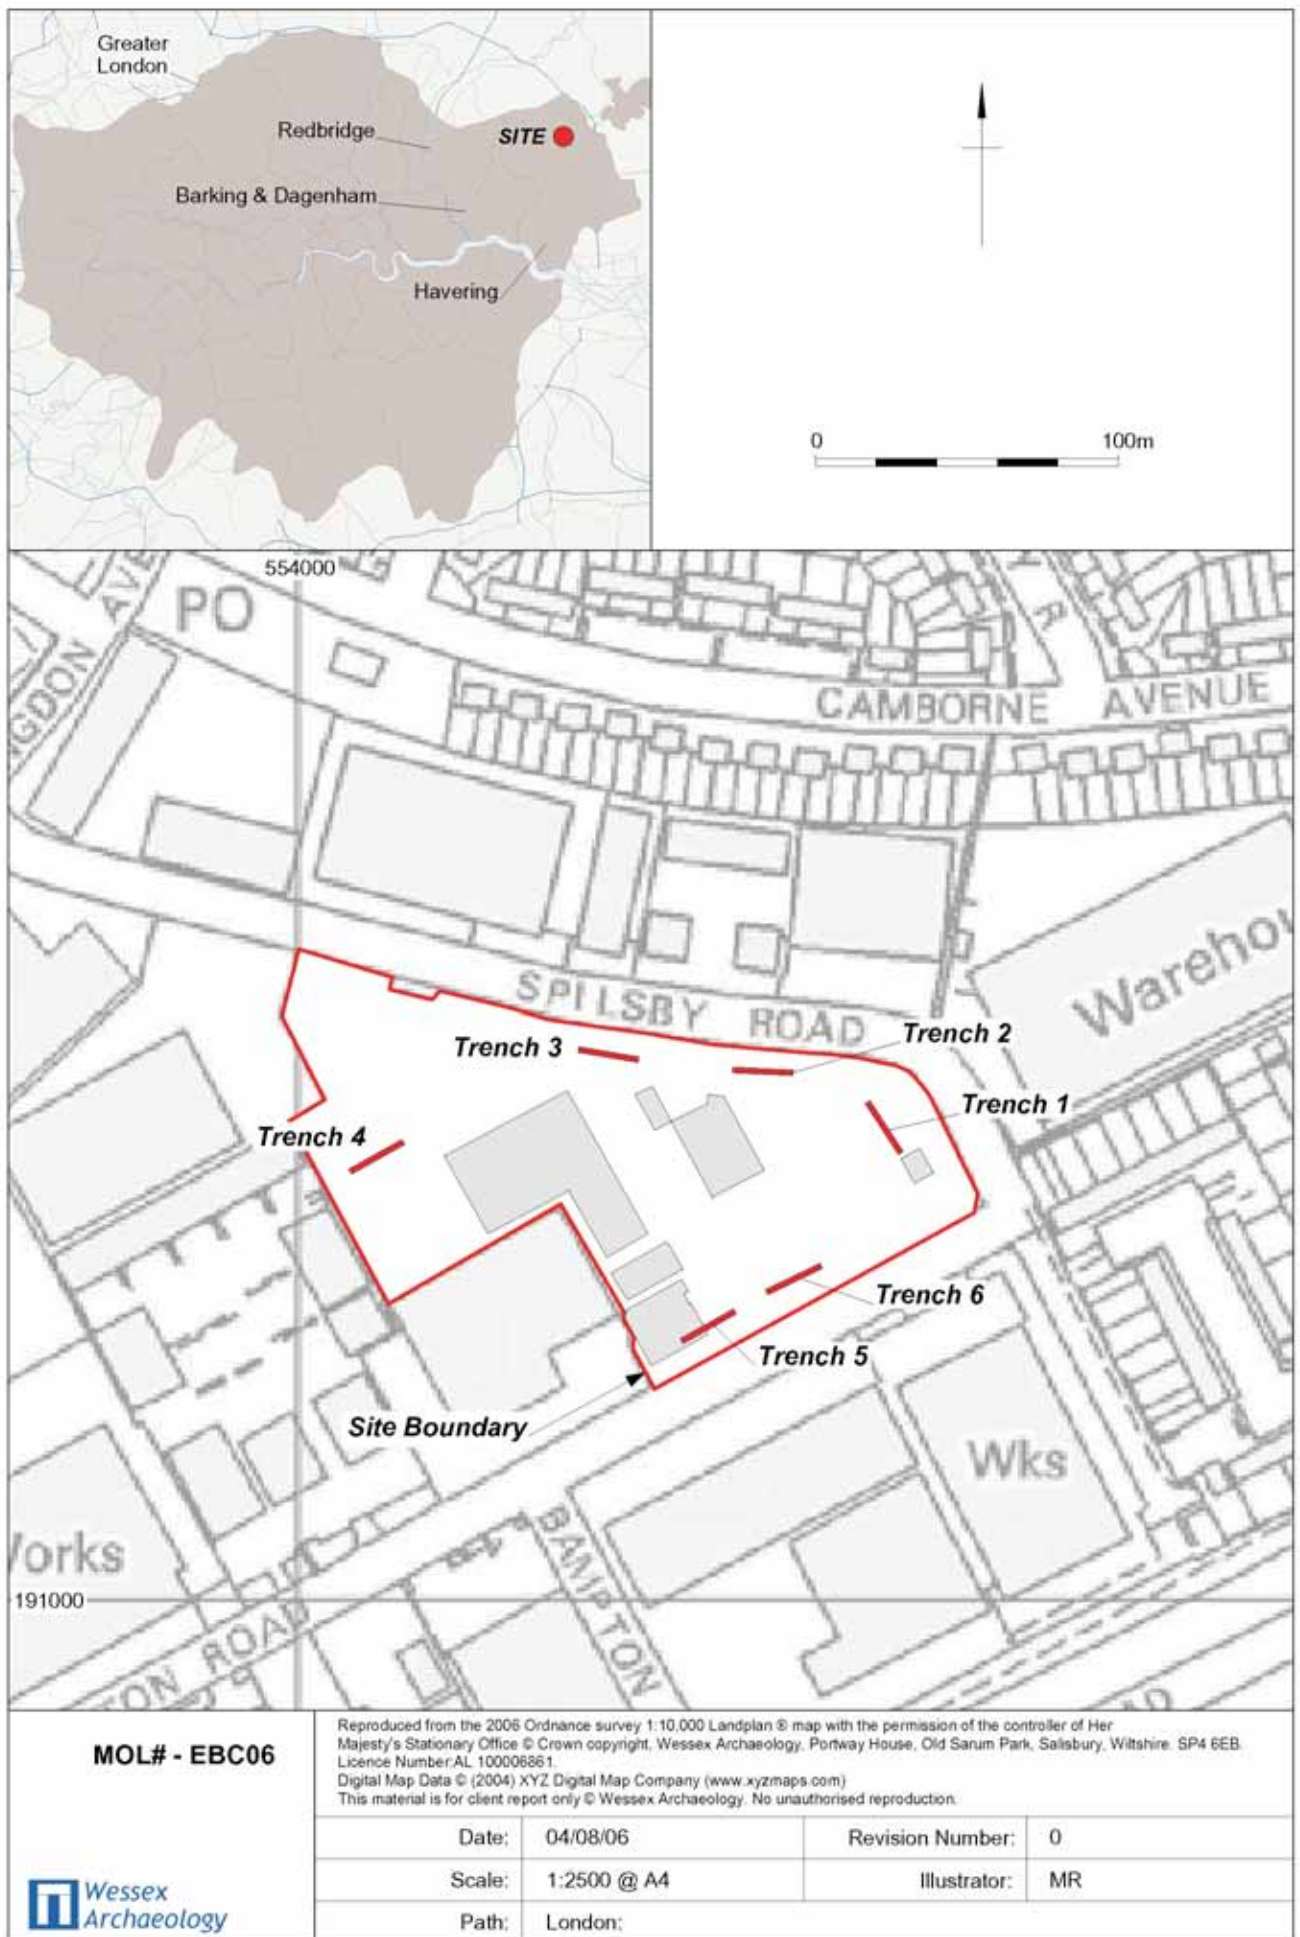 Greater
London
Redbridge
SITE
Barking & Dagenham
Havering
0 100m
554000
PO
CAMBORNE AVENUE
SPILSBY ROAD
Warehou
Trench 3
Trench 2
Trench 1
Trench 4
Trench 6
Trench 5
Site Boundary
Wks
BAMPTON
191000
TON ROAD
MOL# - EBC06
Reproduced from the 2006 Ordnance survey 1:10,000 Landplan ® map with the permission of the controller of Her
Majesty's Stationary Office © Crown copyright, Wessex Archaeology, Portway House, Old Sarum Park, Salisbury, Wiltshire. SP4 6EB.
Licence Number:AL 100006861.
Digital Map Data © (2004) XYZ Digital Map Company (www.xyzmaps.com)
This material is for client report only © Wessex Archaeology. No unauthorised reproduction.
Date: 04/08/06 Revision Number: 0
Scale: 1:2500 @ A4 Illustrator: MR
Path: London:
Wessex
Archaeology